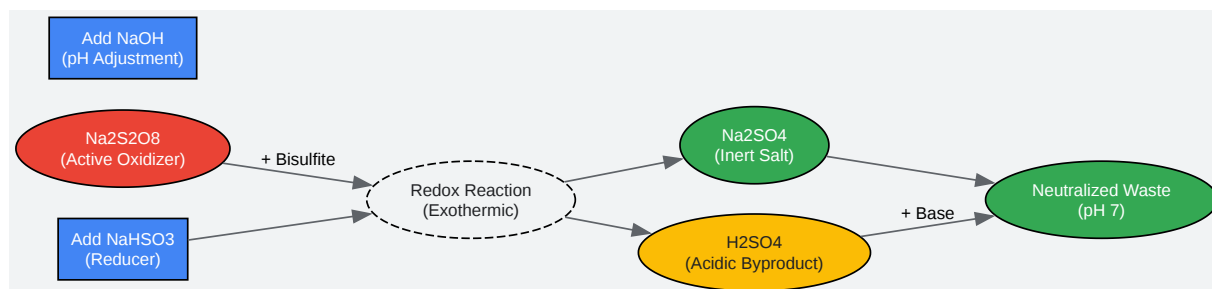 Add NaOH
(pH Adjustment)
Na2S2O8
(Active Oxidizer)
+ Bisulfite
Add NaHSO3
(Reducer)
Redox Reaction
(Exothermic)
Na2SO4
(Inert Salt)
H2SO4
(Acidic Byproduct)
+ Base
Neutralized Waste
(pH 7)